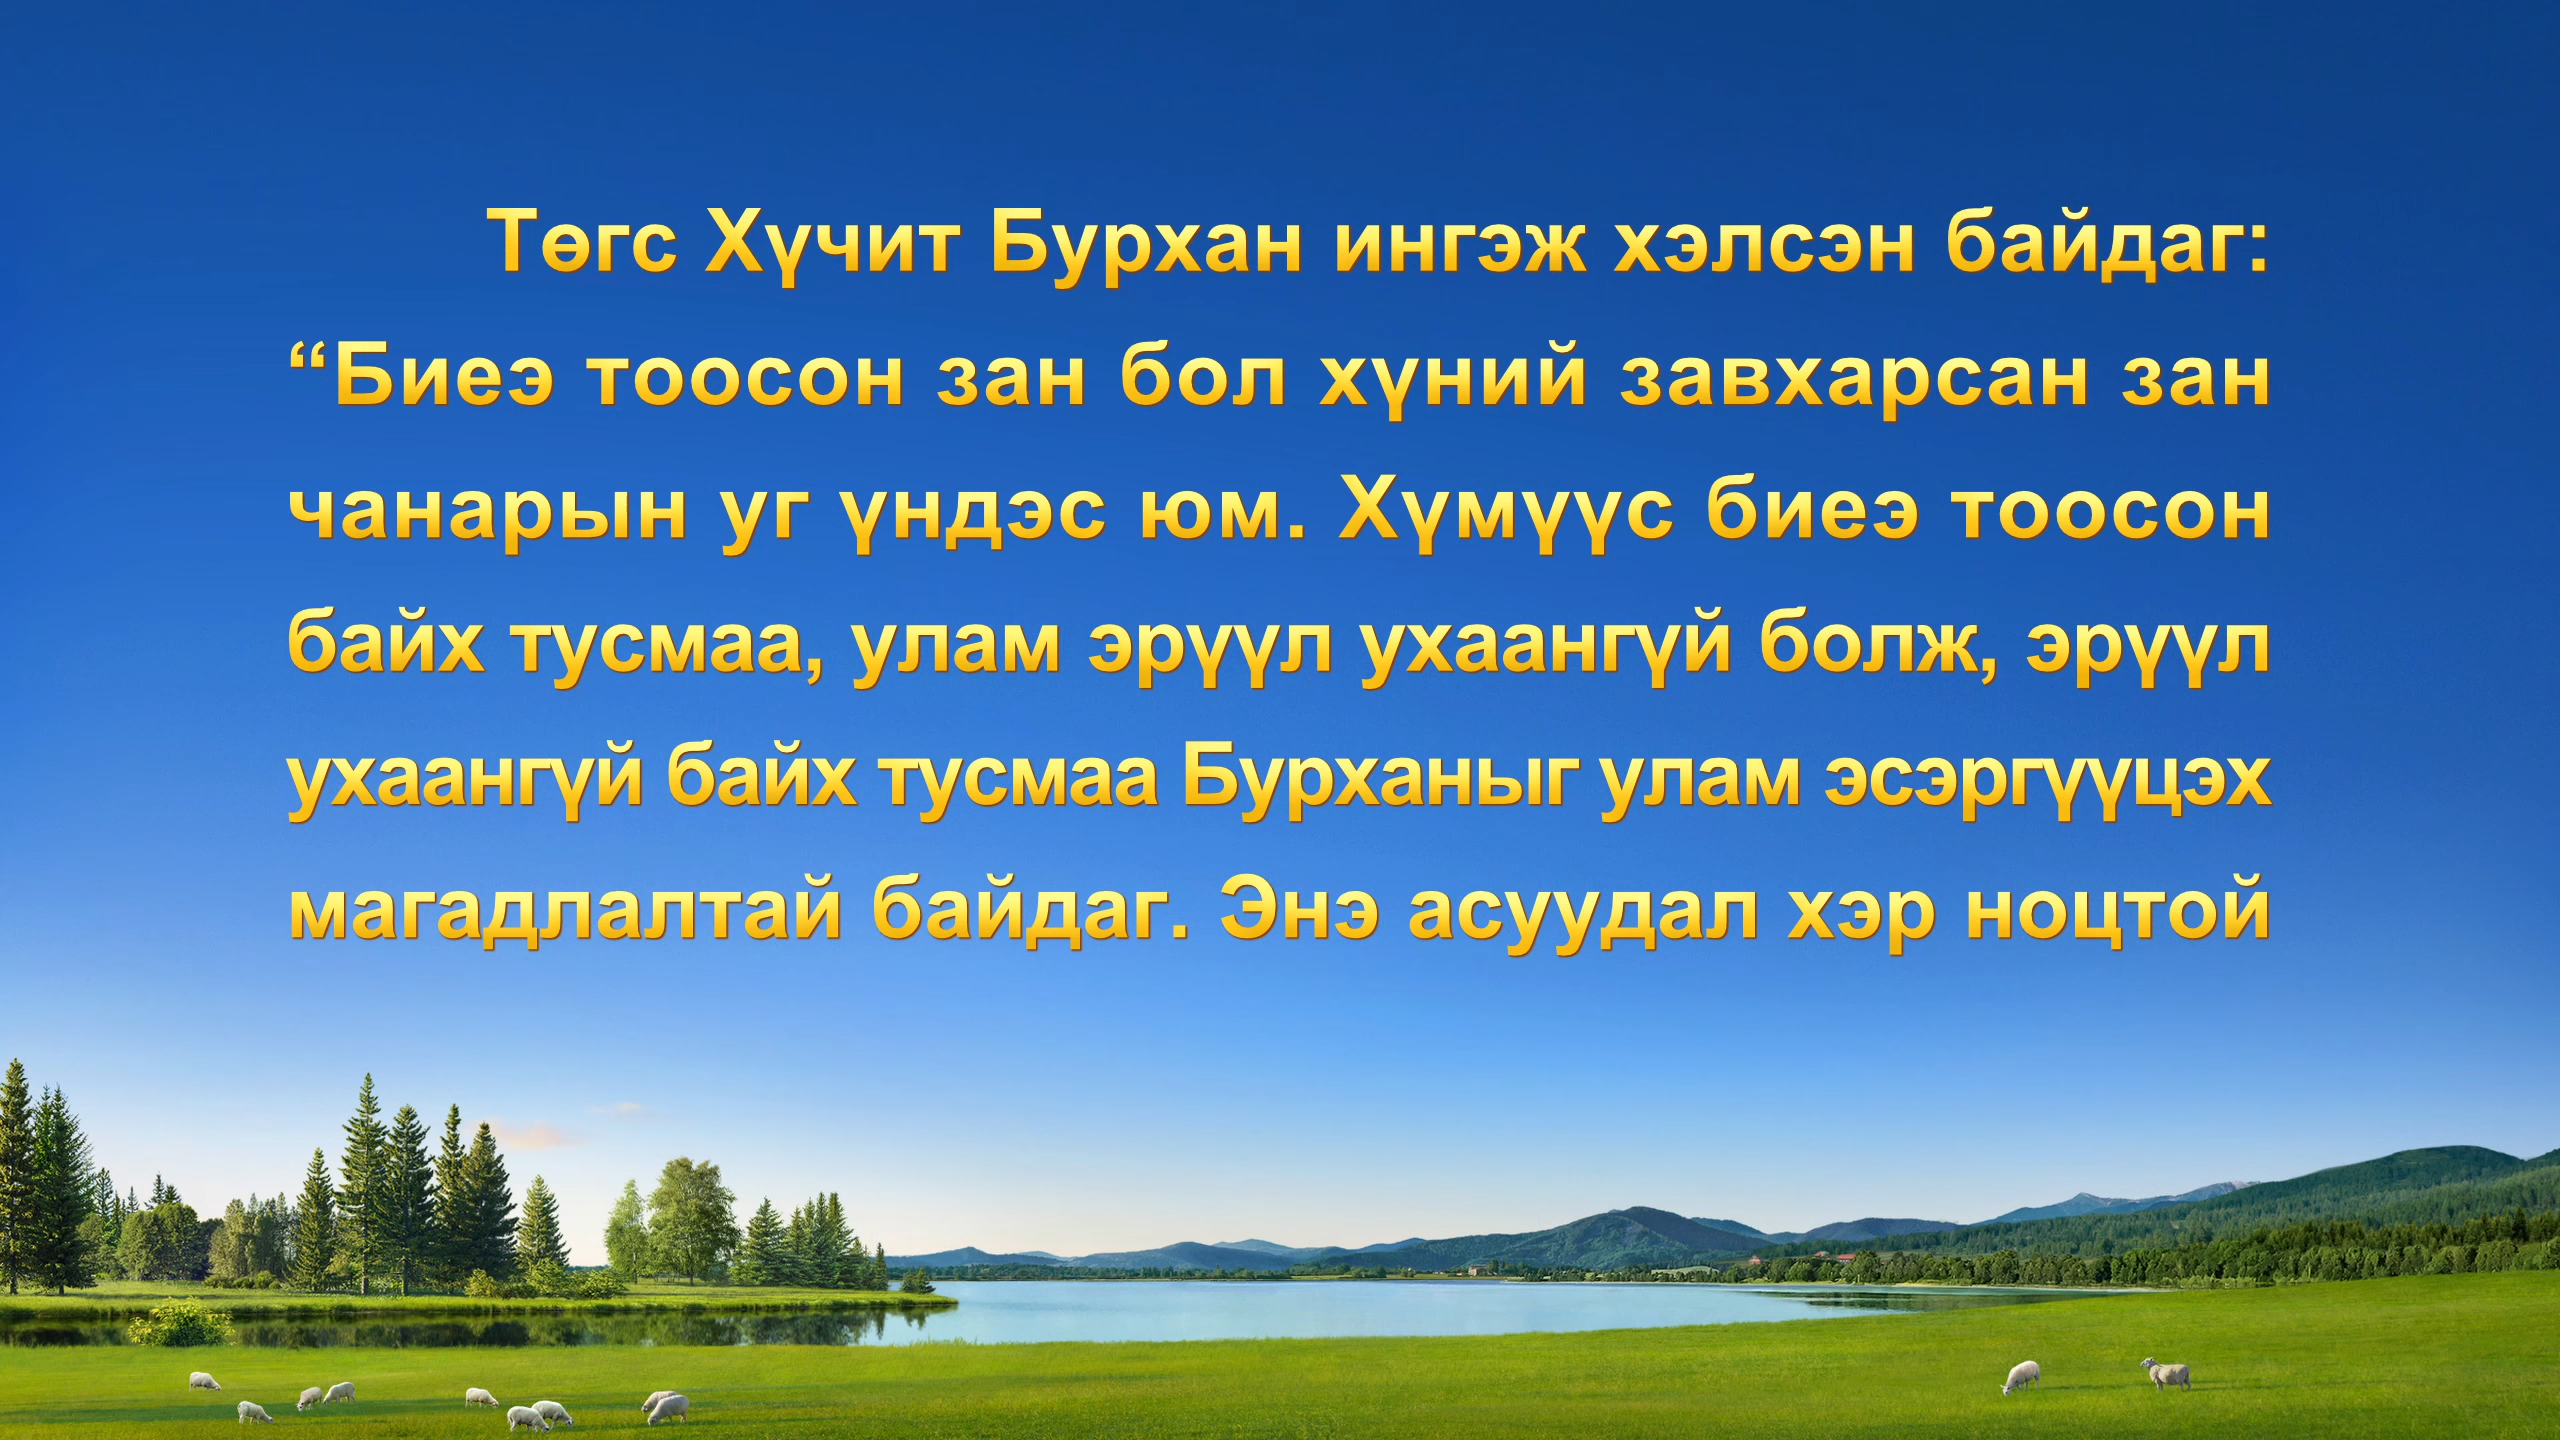 Төгс Хүчит Бурхан ингэж хэлсэн байдаг:
“Биеэ тоосон зан бол хүний завхарсан зан
чанарын уг үндэс юм. Хүмүүс биеэ тоосон
байх тусмаа, улам эрүүл ухаангүй болж, эрүүл
ухаангүй байх тусмаа Бурханыг улам эсэргүүцэх
магадлалтай байдаг. Энэ асуудал хэр ноцтой